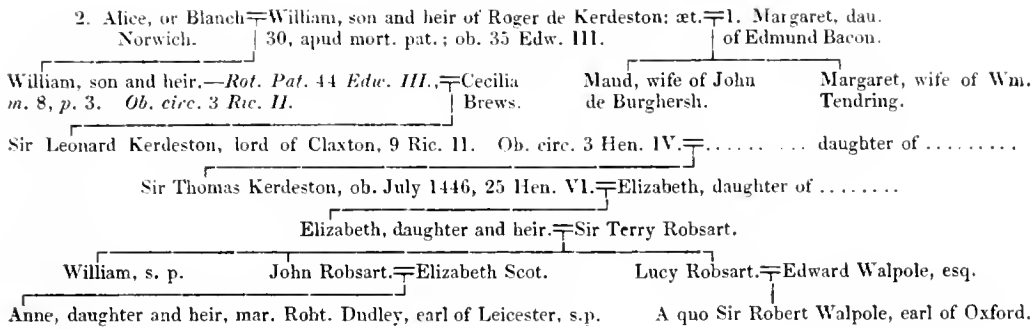 2. Alice, or Blanch William, son and heir of Roger de Kerdeston: æt. 1. Margaret, dau.
Norwich. 30, apud mort. pat.; ob. 35 Edw. III. of Edmund Bacon.
William, son and heir.—Rot. Pat. 44 Edw. III., Cecilia Maud, wife of John Margaret, wife of Wm.
m. 8, p. 3. Ob. circ. 3 Ric. II. Brews. de Burghersh. Tendring.
Sir Leonard Kerdeston, lord of Claxton, 9 Ric. II. Ob. circ. 3 Hen. IV. ...... ... daughter of .........
Sir Thomas Kerdeston, ob. July 1446, 25 Hen. VI. Elizabeth, daughter of ........
Elizabeth, daughter and heir. Sir Terry Robsart.
William, s. p. John Robsart. Elizabeth Scot. Lucy Robsart. Edward Walpole, esq.
Anne, daughter and heir, mar. Robt. Dudley, earl of Leicester, s.p. A quo Sir Robert Walpole, earl of Oxford.